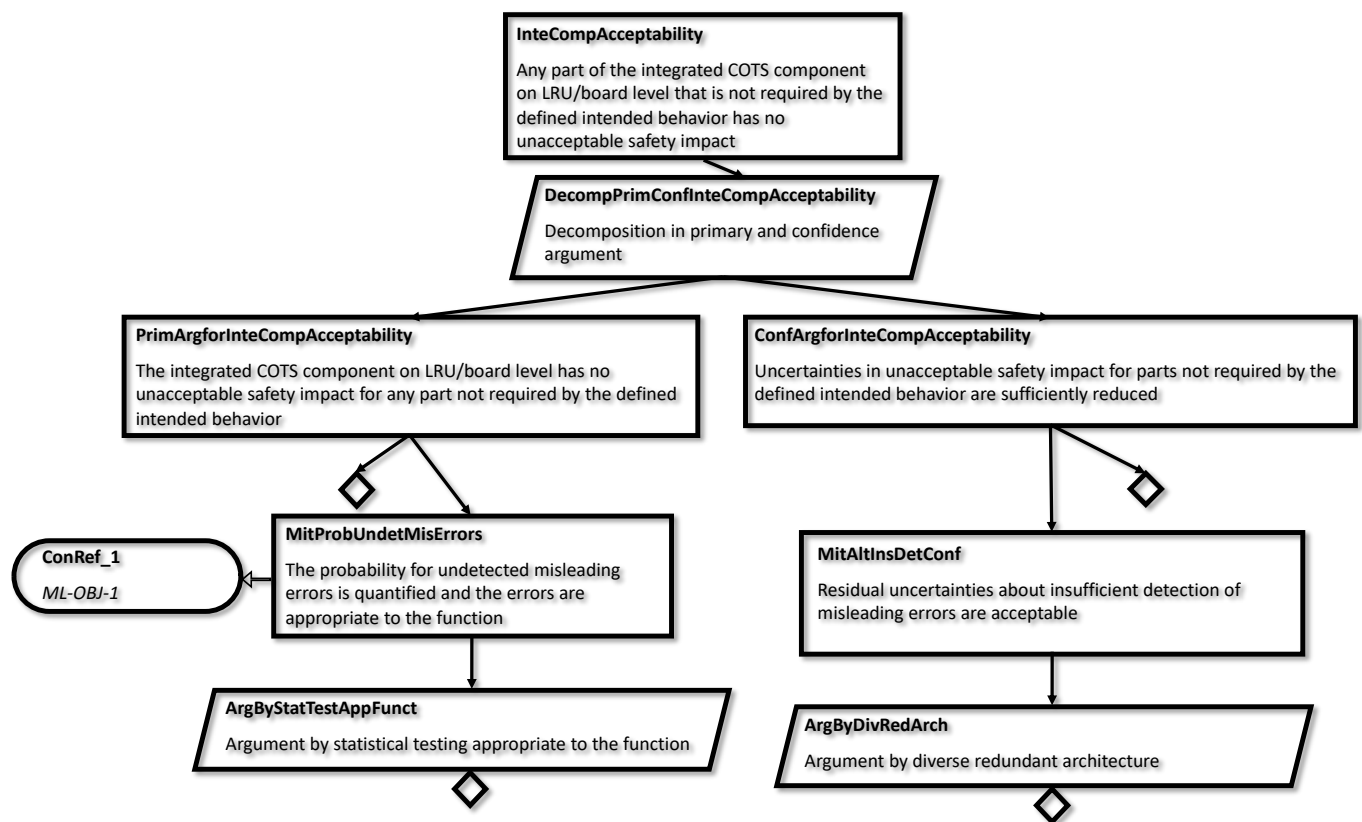 InteCompAcceptability
Any part of the integrated COTS component
on LRU/board level that is not required by the
defined intended behavior has no
unacceptable safety impact
DecompPrimConfInteCompAcceptability
Decomposition in primary and confidence
argument
PrimArgforInteCompAcceptability
The integrated COTS component on LRU/board level has no
unacceptable safety impact for any part not required by the defined
intended behavior
ConfArgforInteCompAcceptability
Uncertainties in unacceptable safety impact for parts not required by the
defined intended behavior are sufficiently reduced
ConRef_1
ML-OBJ-1
MitProbUndetMisErrors
The probability for undetected misleading
errors is quantified and the errors are
appropriate to the function
MitAltInsDetConf
Residual uncertainties about insufficient detection of
misleading errors are acceptable
ArgByStatTestAppFunct
Argument by statistical testing appropriate to the function
ArgByDivRedArch
Argument by diverse redundant architecture